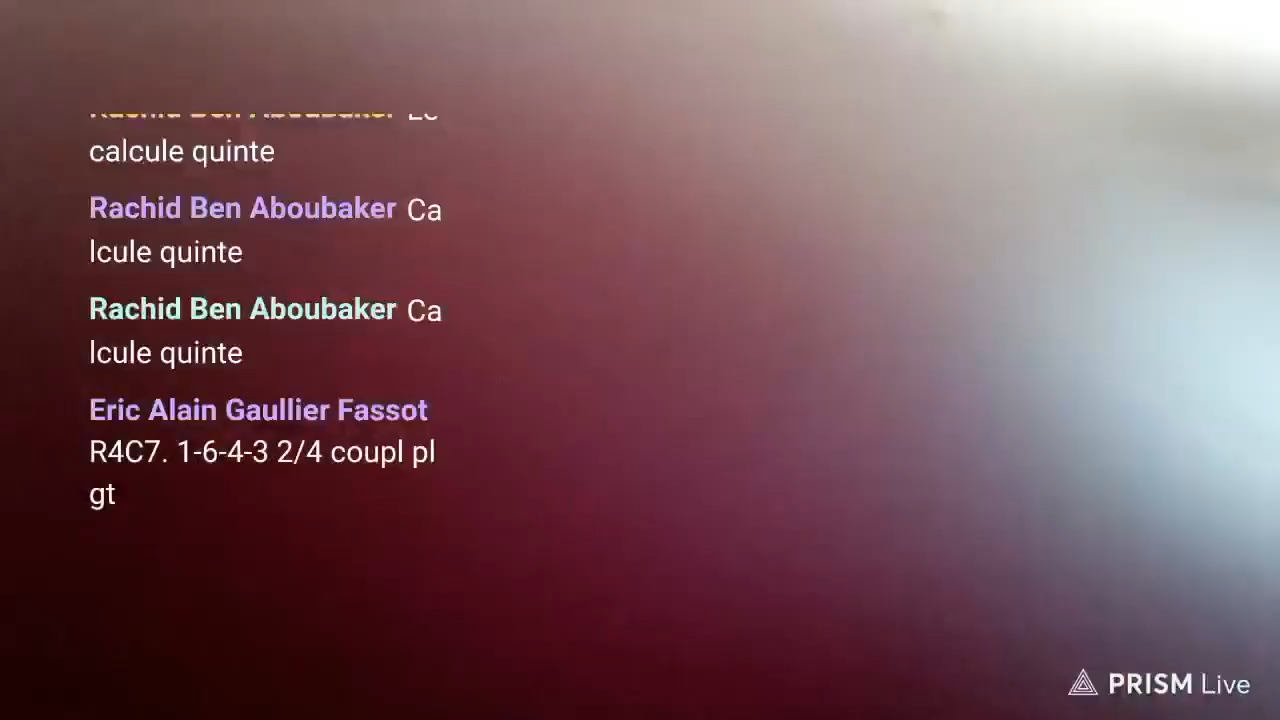 calcule quinte
Rachid Ben Aboubaker Ca
lcule quinte
Rachid Ben Aboubaker Ca
lcule quinte
Eric Alain Gaullier Fassot
R4C7. 1-6-4-3 2/4 coupl pl
gt
PRISM Live